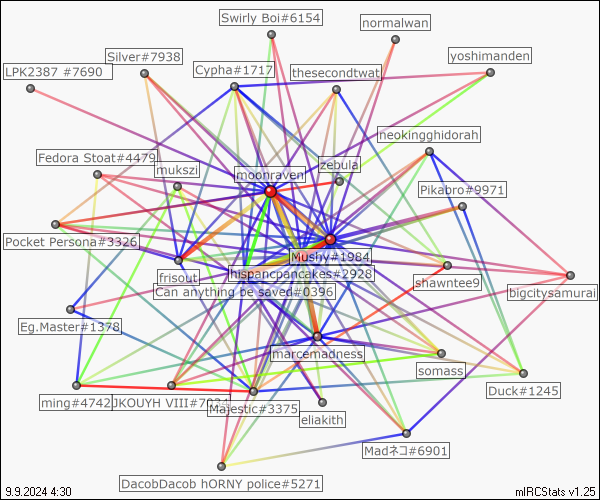 Swirly Boi#6154
normalwan
Silver#7938
yoshimanden
LPK2387 #7690
Cypha#1717
thesecondtwat
neokingghidorah
Fedora Stoat#4479
mukszi
moonraven
zebula
Pikabro#9971
Pocket Persona#3326
Mushy#1984
frisout
hispancpancakes#2928
shawntee9
Can anything be saved#0396
bigcitysamurai
Eg.Master#1378
marcemadness
somass
Duck#1245
ming#4742
JKOUYH VIII#
Majestic#3375
eliakith
Madネコ#6901
DacobDacob hORNY police#5271
9.9.2024 4:30
mIRCStats v1.25